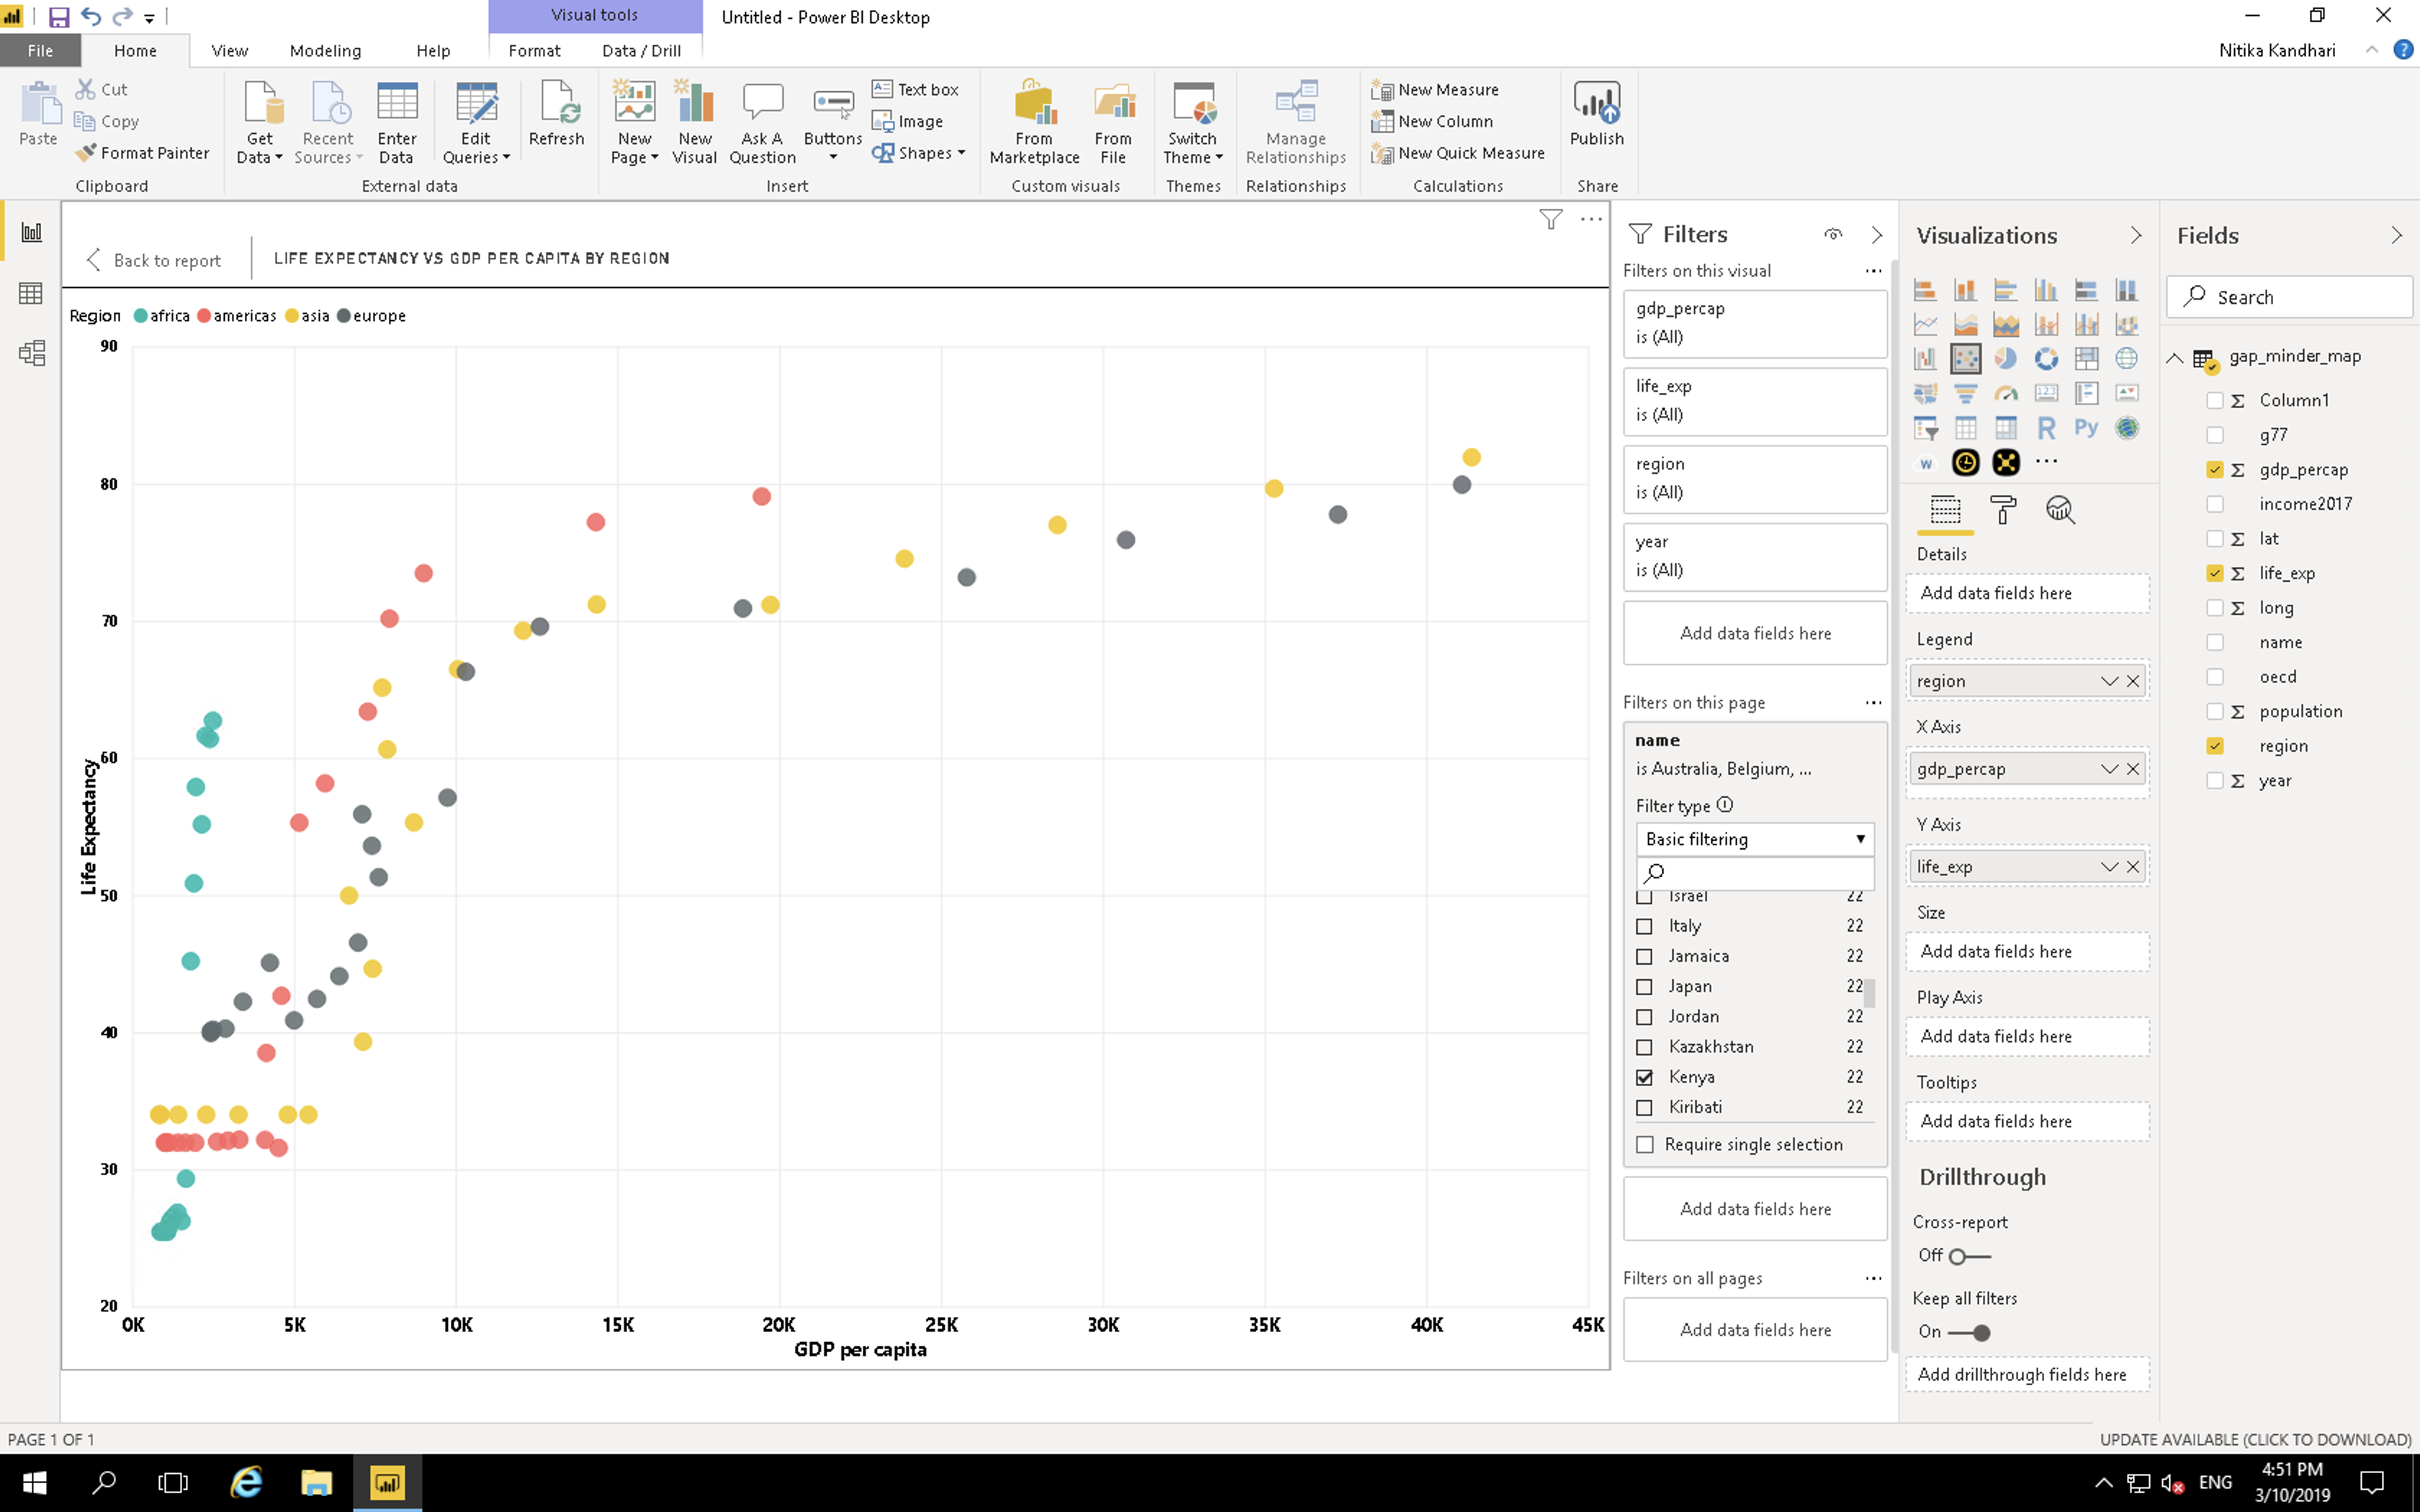 Visual tools
Untitled - Power BI Desktop
File
Home
View
Modeling
Help
Format
Data / Drill
Nitika Kandhari
Paste
Cut
Copy
Format Painter
Clipboard
Get Data
Recent Sources
Enter Data
Edit Queries
Refresh
External data
New Page
New Visual
Ask A Question
Buttons
Text box
Image
Shapes
Insert
From Marketplace
From File
Custom visuals
Switch Theme
Themes
Manage Relationships
Relationships
New Measure
New Column
New Quick Measure
Calculations
Publish
Share
Back to report
LIFE EXPECTANCY VS GDP PER CAPITA BY REGION
Region africa americas asia europe
90
80
70
60
50
40
30
20
Life Expectancy
0K 5K 10K 15K 20K 25K 30K 35K 40K 45K
GDP per capita
Filters
Filters on this visual
gdp_percap
is (All)
life_exp
is (All)
region
is (All)
year
is (All)
Add data fields here
Filters on this page
name
is Australia, Belgium, ...
Filter type
Basic filtering
Israel 22
Italy 22
Jamaica 22
Japan 22
Jordan 22
Kazakhstan 22
Kenya 22
Kiribati 22
Require single selection
Add data fields here
Filters on all pages
Add data fields here
Visualizations
123
R
Py
W
Details
Add data fields here
Legend
region
X Axis
gdp_percap
Y Axis
life_exp
Size
Add data fields here
Play Axis
Add data fields here
Tooltips
Add data fields here
Drillthrough
Cross-report
Off
Keep all filters
On
Add drillthrough fields here
Fields
Search
gap_minder_map
Σ Column1
g77
Σ gdp_percap
income2017
Σ lat
Σ life_exp
Σ long
name
oecd
Σ population
region
Σ year
PAGE 1 OF 1
UPDATE AVAILABLE (CLICK TO DOWNLOAD)
ENG
4:51 PM
3/10/2019